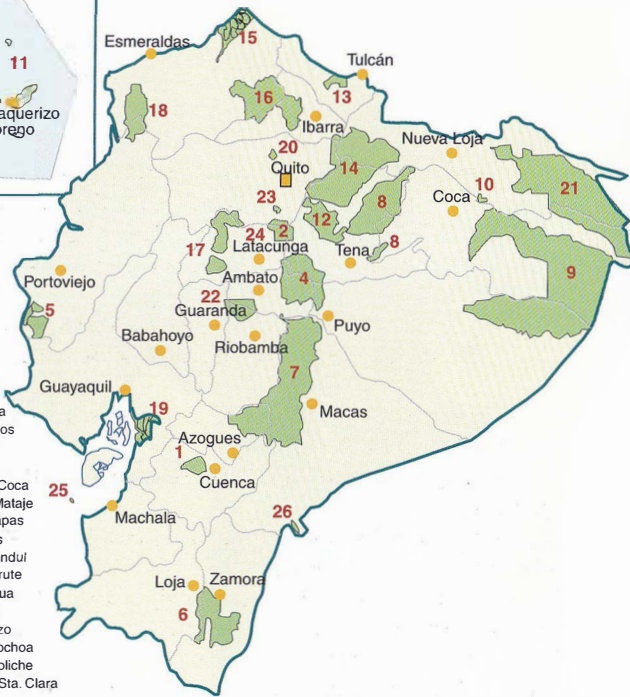 15
Esmeraldas
11
Tulcán
16
13
18
Ibarra
aquerizo
oreno
Nueva Loja
20
Quito
14
10
21
8
Coca
23
12
24
2
8
17
Latacunga
Tena
9
Portoviejo
Ambato
4
22
5
Guaranda
Puyo
Babahoyo
Riobamba
7
Guayaquil
19
Macas
a
os
Azogues
1
Cuenca
Coca
25
Mataje
Machala
26
apas
s
ndul
rute
Loja
Zamora
ua
6
zo
ochoa
oliche
Sta. Clara